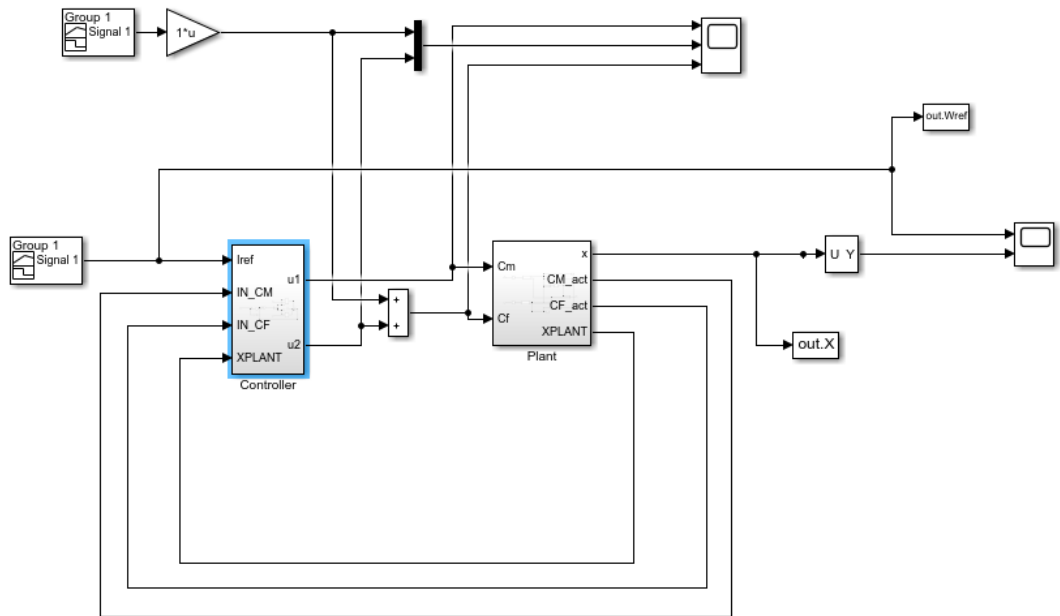 Group 1
Signal 1
1*u
out.Wref
Group 1
Signal 1
Iref
IN_CM
IN_CF
XPLANT
u1
u2
Controller
+
+
Cm
Cf
x
CM_act
CF_act
XPLANT
Plant
U Y
out.X